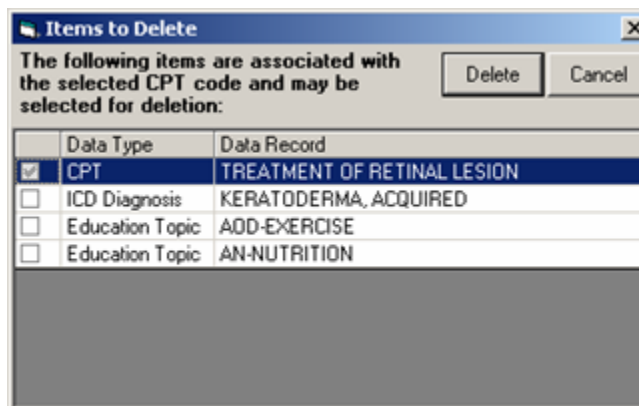 Items to Delete
The following items are associated with
the selected CPT code and may be
selected for deletion:
Delete
Cancel
Data Type Data Record
CPT TREATMENT OF RETINAL LESION
ICD Diagnosis KERATODERMA, ACQUIRED
Education Topic AOD-EXERCISE
Education Topic AN-NUTRITION